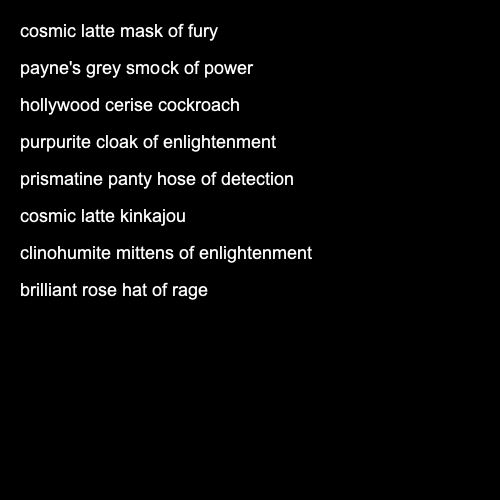 cosmic latte mask of fury
payne's grey smock of power
hollywood cerise cockroach
purpurite cloak of enlightenment
prismatine panty hose of detection
cosmic latte kinkajou
clinohumite mittens of enlightenment
brilliant rose hat of rage